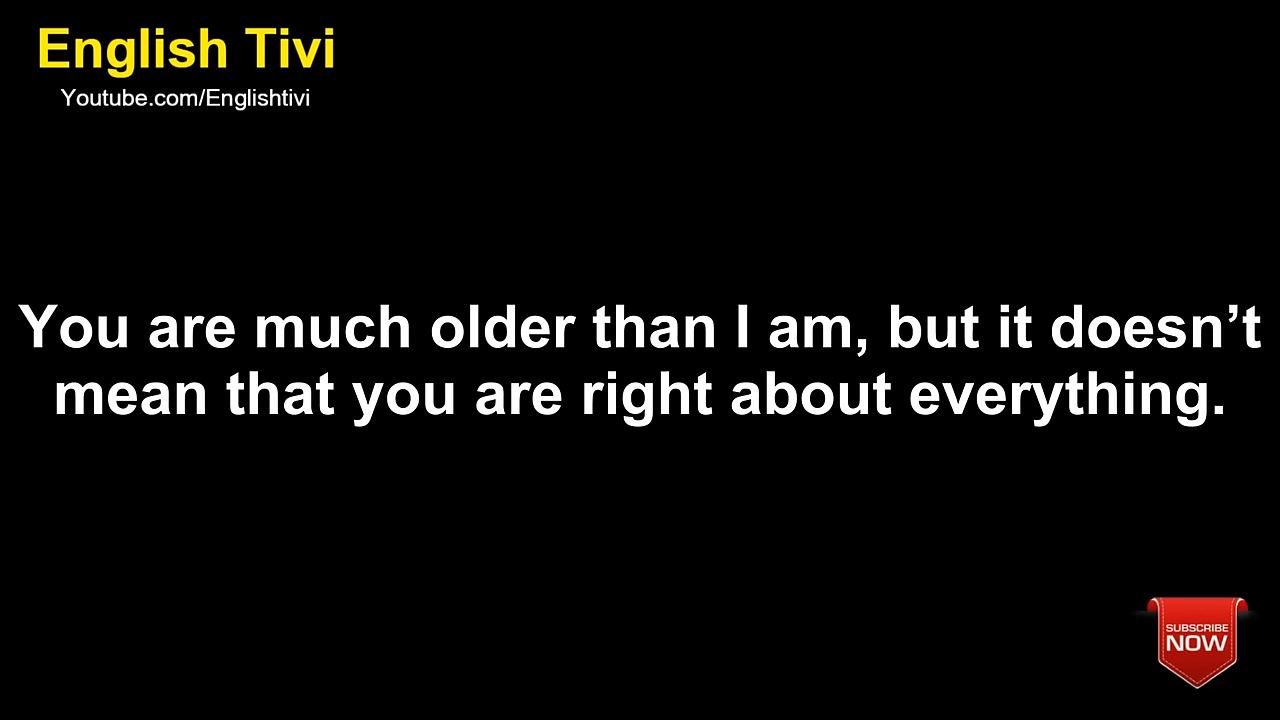 English Tivi
Youtube.com/Englishtivi
You are much older than I am, but it doesn’t
mean that you are right about everything.
SUBSCRIBE
NOW